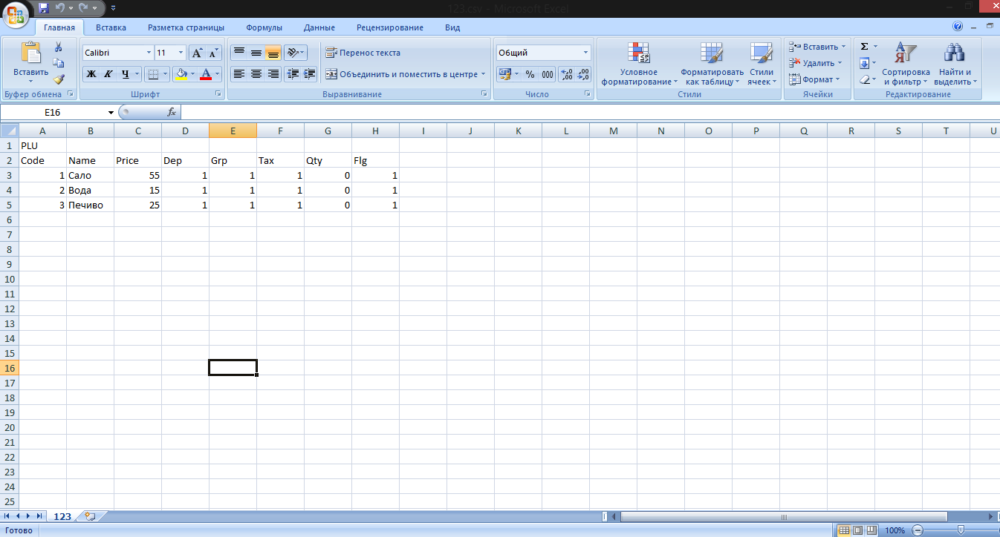 123.csv - Microsoft Excel
Главная Вставка Разметка страницы Формулы Данные Рецензирование Вид
Вставить
Calibri 11
Ж К Ч
Перенос текста
Объединить и поместить в центре
Общий
% 000
Условное форматирование
Форматировать как таблицу
Стили ячеек
Вставить
Удалить
Формат
Σ
Сортировка и фильтр
Найти и выделить
Буфер обмена Шрифт Выравнивание Число Стили Ячейки Редактирование
E16 fx
A B C D E F G H I J K L M N O P Q R S T U
1 PLU
2 Code Name Price Dep Grp Tax Qty Flg
3 1 Сало 55 1 1 1 0 1
4 2 Вода 15 1 1 1 0 1
5 3 Печиво 25 1 1 1 0 1
6
7
8
9
10
11
12
13
14
15
16
17
18
19
20
21
22
23
24
25
123
Готово 100%